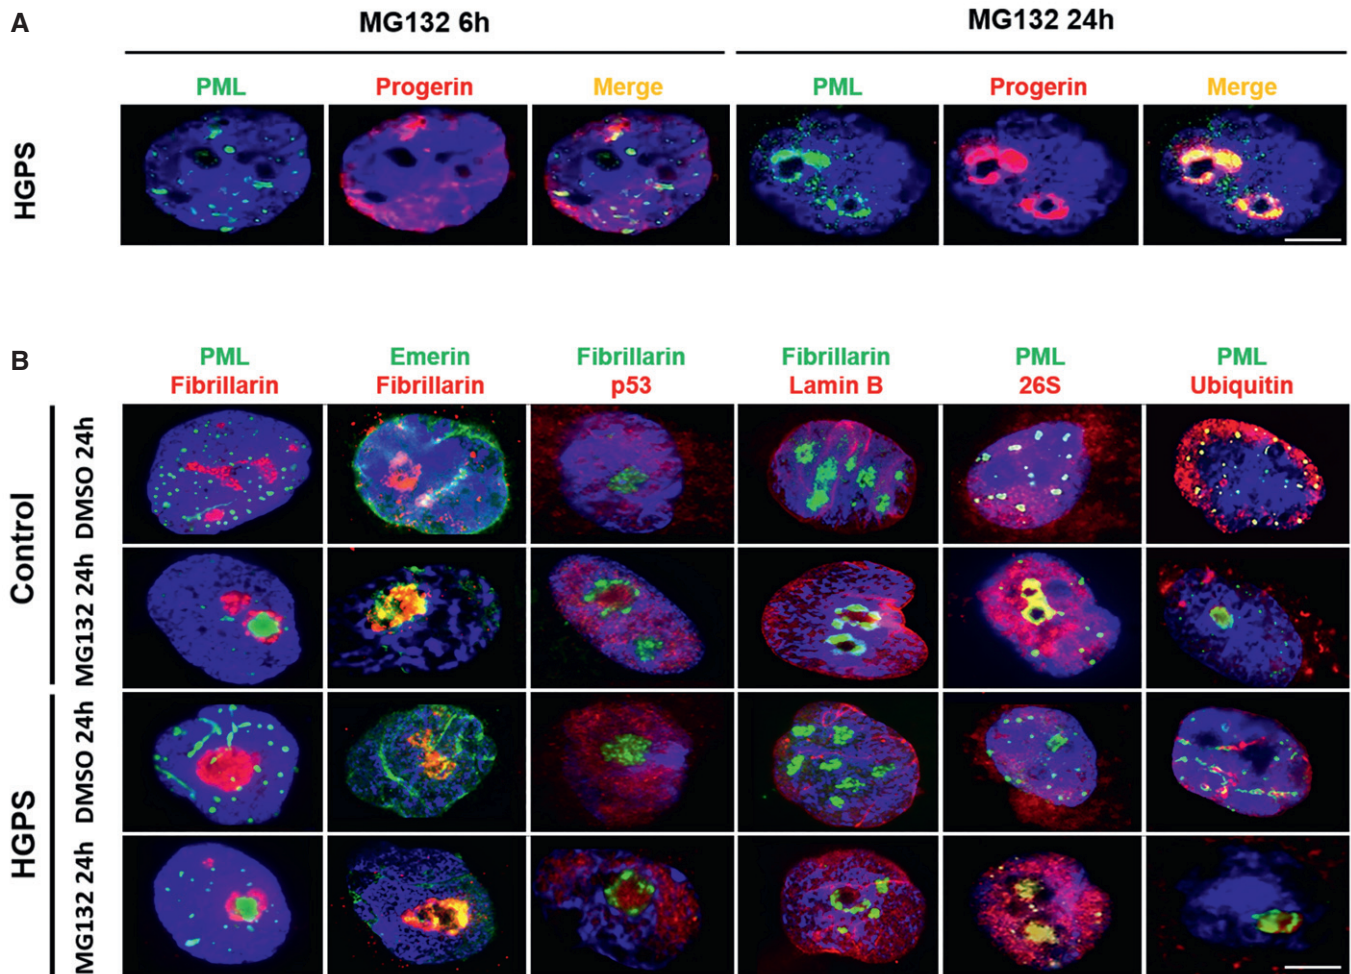 A
MG132 6h
MG132 24h
PML
Progerin
Merge
PML
Progerin
Merge
HGPS
B
PML
Fibrillarin
Emerin
Fibrillarin
Fibrillarin
p53
Fibrillarin
Lamin B
PML
26S
PML
Ubiquitin
Control
DMSO 24h
MG132 24h
HGPS
DMSO 24h
MG132 24h